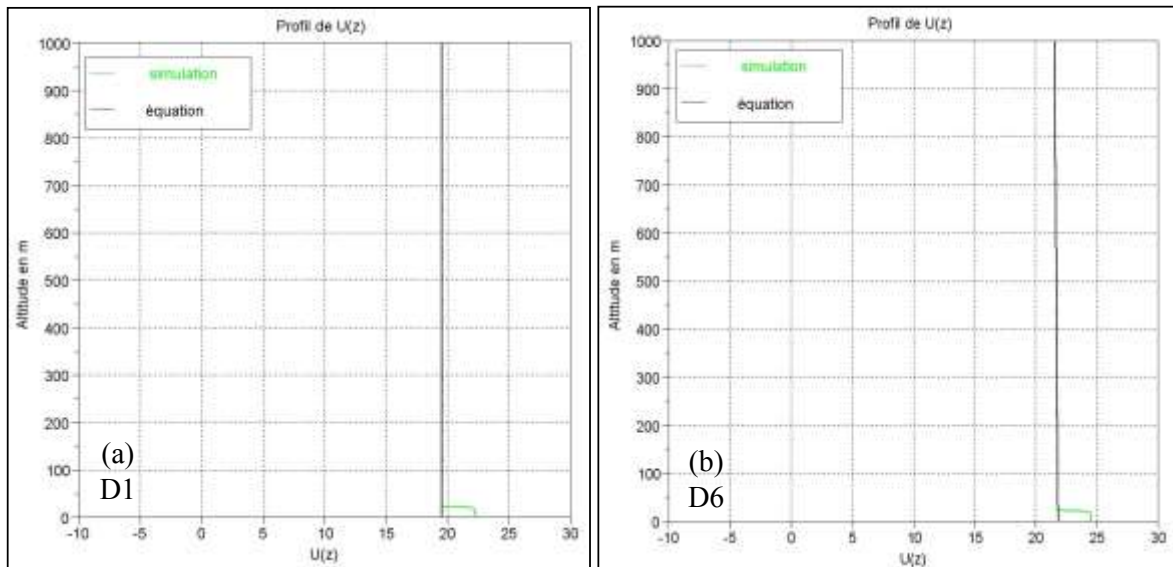 Profil de U(z)
simulation
équation
Altitude en m
1000
900
800
700
600
500
400
300
200
100
0
(a)
D1
-10 -5 0 5 10 15 20 25 30
U(z)
Profil de U(z)
simulation
équation
Altitude en m
1000
900
800
700
600
500
400
300
200
100
0
(b)
D6
-10 -5 0 5 10 15 20 25 30
U(z)